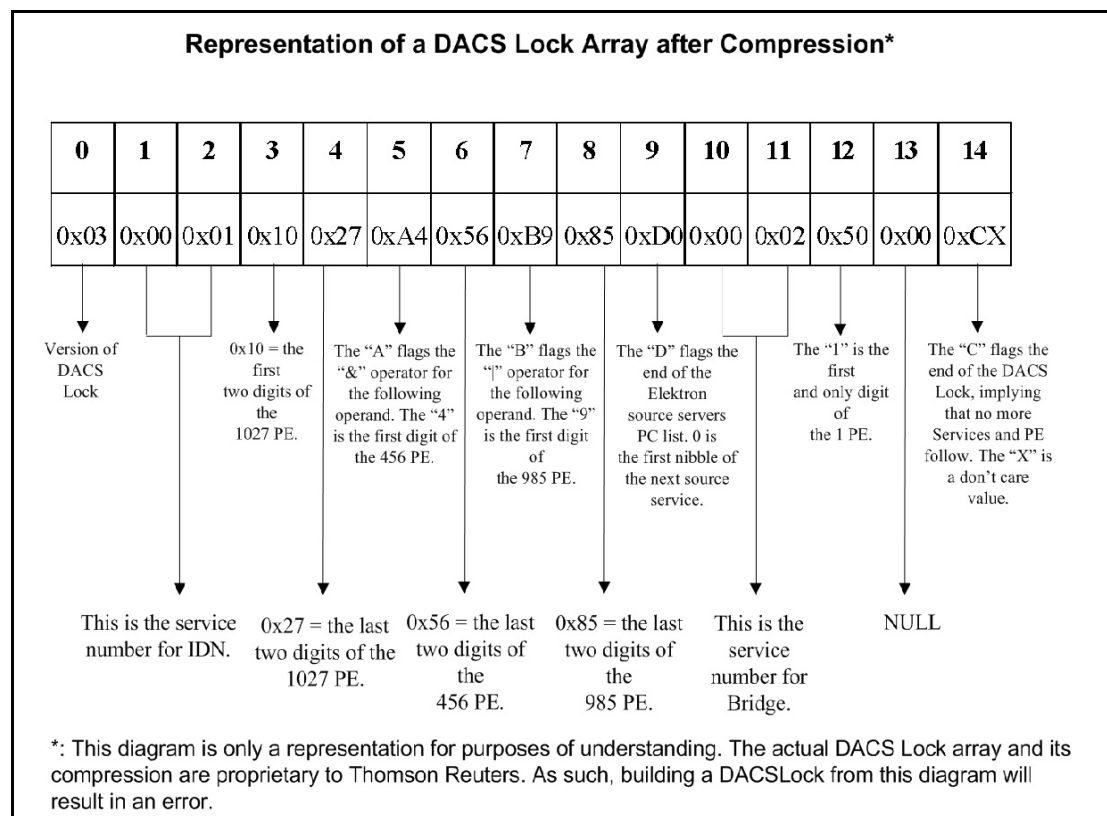 Representation of a DACS Lock Array after Compression*
0 1 2 3 4 5 6 7 8 9 10 11 12 13 14
0x03 0x00 0x01 0x10 0x27 0xA4 0x56 0xB9 0x85 0xD0 0x00 0x02 0x50 0x00 0xCX
Version of
DACS
Lock
0x10 = the
first
two digits of
the
1027 PE.
The “A” flags the
“&” operator for
the following
operand. The “4”
is the first digit of
the 456 PE.
The “B” flags the
“|” operator for
the following
operand. The “9”
is the first digit
of
the 985 PE.
The “D” flags the
end of the
Elektron
source servers
PC list. 0 is
the first nibble of
the next source
service.
The “1” is the
first
and only digit
of
the 1 PE.
The “C” flags the
end of the DACS
Lock, implying
that no more
Services and PE
follow. The “X” is
a don’t care
value.
This is the service
number for IDN.
0x27 = the last
two digits of the
1027 PE.
0x56 = the last
two digits of
the
456 PE.
0x85 = the last
two digits of
the
985 PE.
This is the
service
number for
Bridge.
NULL
*: This diagram is only a representation for purposes of understanding. The actual DACS Lock array and its
compression are proprietary to Thomson Reuters. As such, building a DACSLock from this diagram will
result in an error.